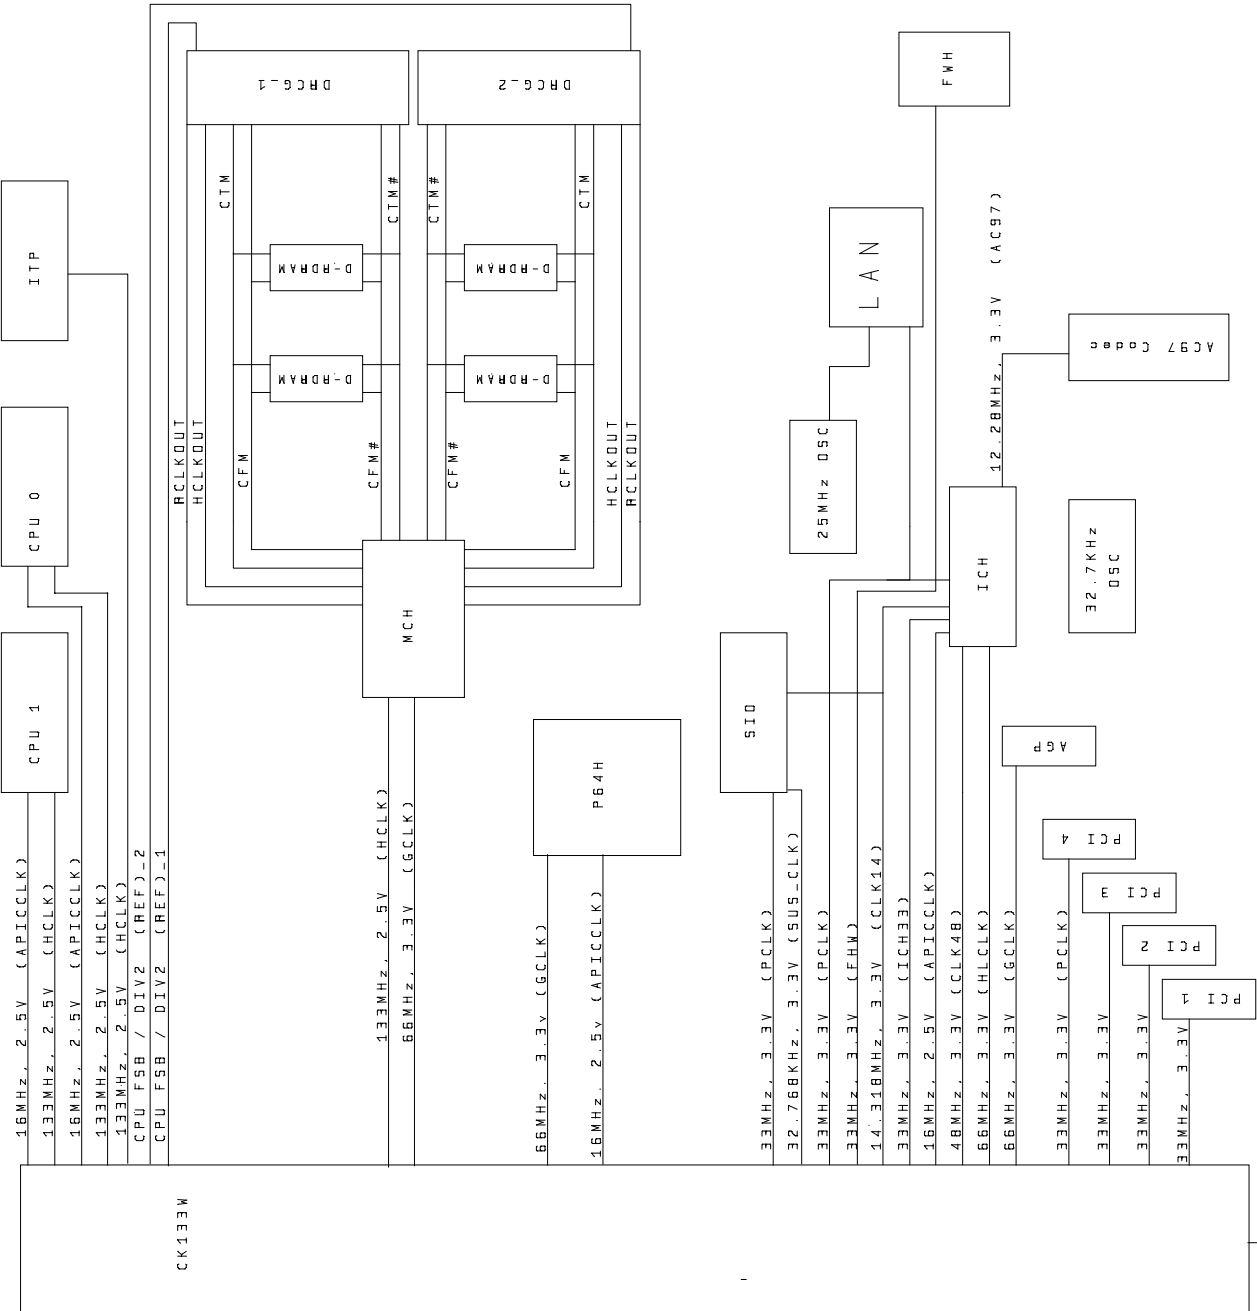 DRCG_1
DRCG_2
FWH
CTM
CTM#
CTM#
CTM
ITP
D-RDRAM
D-RDRAM
LAN
12.28MHz, 3.3V (AC97)
D-RDRAM
D-RDRAM
AC97 Codec
RCLKOUT
HCLKOUT
CFM
CFM#
CFM#
CFM
HCLKOUT
RCLKOUT
CPU 0
25MHz OSC
ICH
32.7KHz
OSC
MCH
CPU 1
SIO
AGP
P64H
PCI 4
PCI 3
PCI 2
PCI 1
16MHz, 2.5V (APICCLK)
133MHz, 2.5V (HCLK)
16MHz, 2.5V (APICCLK)
133MHz, 2.5V (HCLK)
133MHz, 2.5V (HCLK)
CPU FSB / DIV2 (REF)_2
CPU FSB / DIV2 (REF)_1
133MHz, 2.5V (HCLK)
66MHz, 3.3V (GCLK)
66MHz. 3.3v (GCLK)
16MHz. 2.5v (APICCLK)
33MHz, 3.3V (PCLK)
32.768KHz, 3.3V (SUS_CLK)
33MHz, 3.3V (PCLK)
33MHz, 3.3V (FHW)
14.318MHz, 3.3V (CLK14)
33MHz, 3.3V (ICH33)
16MHz, 2.5V (APICCLK)
48MHz, 3.3V (CLK48)
66MHz, 3.3V (HLCLK)
66MHz, 3.3V (GCLK)
33MHz, 3.3V (PCLK)
33MHz, 3.3V
33MHz, 3.3V
33MHz, 3.3V
CK133W